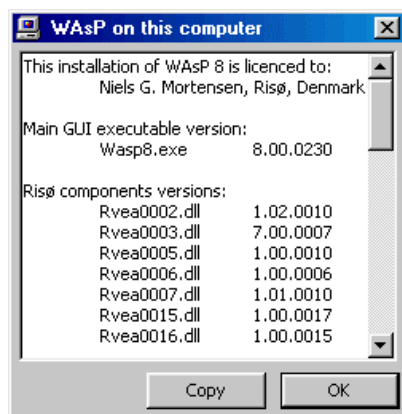 WAsP on this computer
This installation of WAsP 8 is licenced to:
Niels G. Mortensen, Risø, Denmark
Main GUI executable version:
Wasp8.exe 8.00.0230
Risø components versions:
Rvea0002.dll 1.02.0010
Rvea0003.dll 7.00.0007
Rvea0005.dll 1.00.0010
Rvea0006.dll 1.00.0006
Rvea0007.dll 1.01.0010
Rvea0015.dll 1.00.0017
Rvea0016.dll 1.00.0015
Copy OK